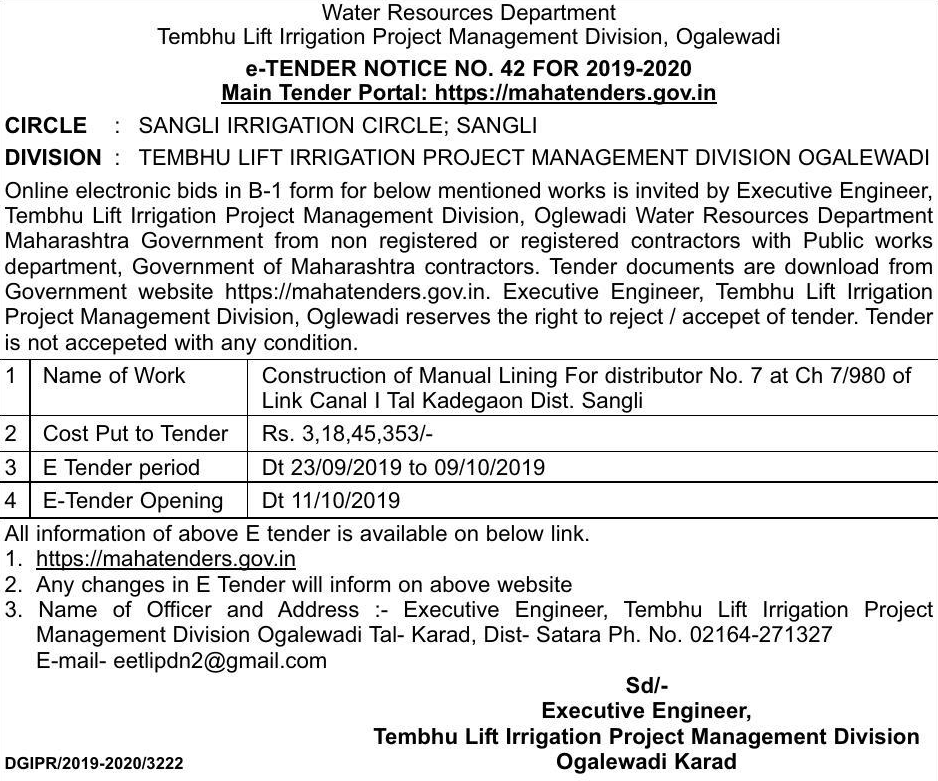 Water Resources Department
Tembhu Lift Irrigation Project Management Division, Ogalewadi
e-TENDER NOTICE NO. 42 FOR 2019-2020
Main Tender Portal: https://mahatenders.gov.in
CIRCLE : SANGLI IRRIGATION CIRCLE; SANGLI
DIVISION : TEMBHU LIFT IRRIGATION PROJECT MANAGEMENT DIVISION OGALEWADI
Online electronic bids in B-1 form for below mentioned works is invited by Executive Engineer,
Tembhu Lift Irrigation Project Management Division, Oglewadi Water Resources Department
Maharashtra Government from non registered or registered contractors with Public works
department, Government of Maharashtra contractors. Tender documents are download from
Government website https://mahatenders.gov.in. Executive Engineer, Tembhu Lift Irrigation
Project Management Division, Oglewadi reserves the right to reject / accepet of tender. Tender
is not accepeted with any condition.
1 Name of Work Construction of Manual Lining For distributor No. 7 at Ch 7/980 of
Link Canal I Tal Kadegaon Dist. Sangli
2 Cost Put to Tender Rs. 3,18,45,353/-
3 E Tender period Dt 23/09/2019 to 09/10/2019
4 E-Tender Opening Dt 11/10/2019
All information of above E tender is available on below link.
1. https://mahatenders.gov.in
2. Any changes in E Tender will inform on above website
3. Name of Officer and Address :- Executive Engineer, Tembhu Lift Irrigation Project
Management Division Ogalewadi Tal- Karad, Dist- Satara Ph. No. 02164-271327
E-mail- eetlipdn2@gmail.com
Sd/-
Executive Engineer,
Tembhu Lift Irrigation Project Management Division
DGIPR/2019-2020/3222 Ogalewadi Karad